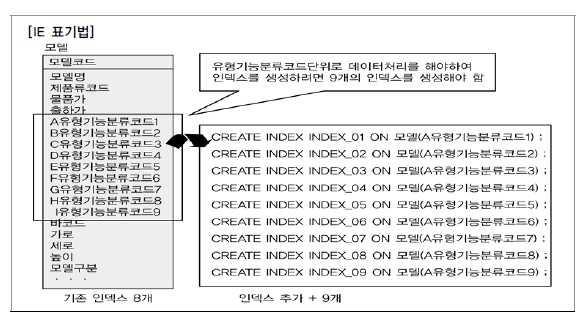 [IE 표기법]
모델
모델코드
모델명
제품류코드
물품가
출하가
A유형기능분류코드1
B유형기능분류코드2
C유형기능분류코드3
D유형기능분류코드4
E유형기능분류코드5
F유형기능분류코드6
G유형기능분류코드7
H유형기능분류코드8
I유형기능분류코드9
바코드
가로
세로
높이
모델구분
. . .
기존 인덱스 8개
유형기능분류코드단위로 데이터처리를 해야하여
인덱스를 생성하려면 9개의 인덱스를 생성해야 함
CREATE INDEX INDEX_01 ON 모델(A유형기능분류코드1) ;
CREATE INDEX INDEX_02 ON 모델(A유형기능분류코드2) ;
CREATE INDEX INDEX_03 ON 모델(A유형기능분류코드3) ;
CREATE INDEX INDEX_04 ON 모델(A유형기능분류코드4) ;
CREATE INDEX INDEX_05 ON 모델(A유형기능분류코드5) ;
CREATE INDEX INDEX_06 ON 모델(A유형기능분류코드6) ;
CREATE INDEX INDEX_07 ON 모델(A유형기능분류코드7) ;
CREATE INDEX INDEX_08 ON 모델(A유형기능분류코드8) ;
CREATE INDEX INDEX_09 ON 모델(A유형기능분류코드9) ;
인덱스 추가 + 9개